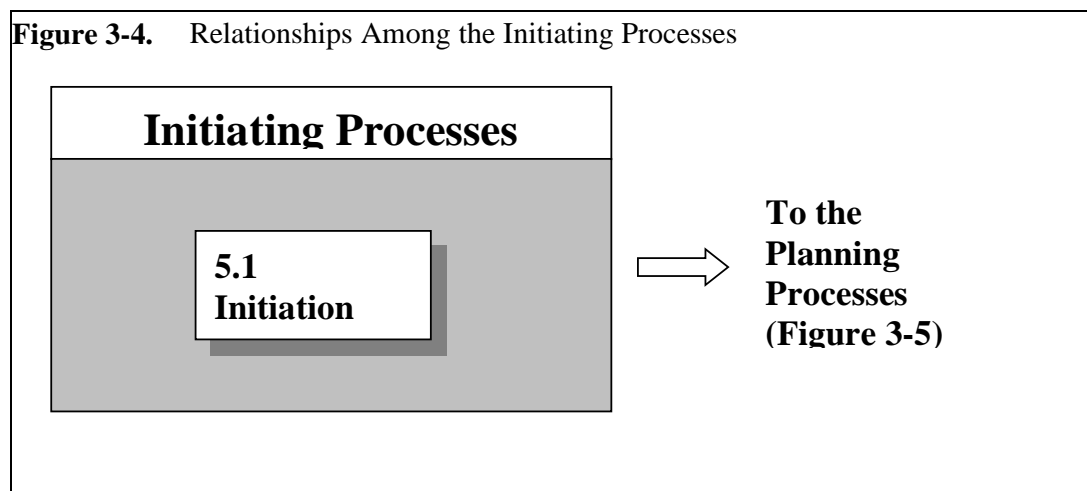 Figure 3-4. Relationships Among the Initiating Processes
Initiating Processes
5.1
Initiation
To the
Planning
Processes
(Figure 3-5)